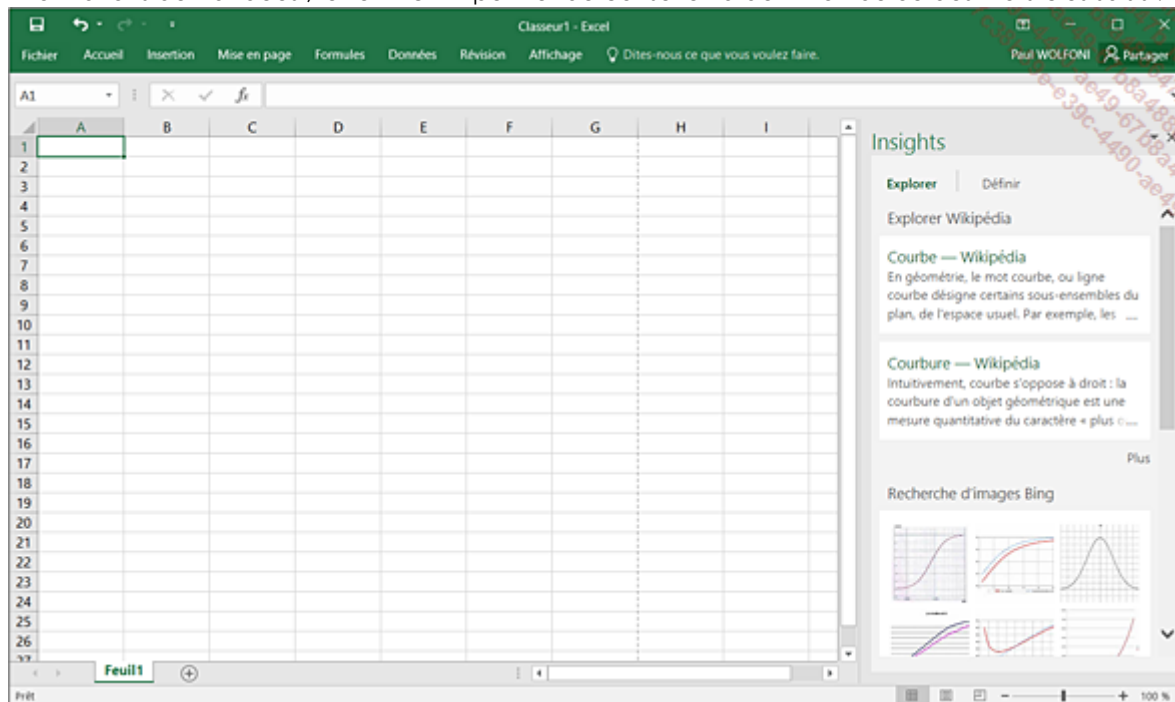 Classeur1 - Excel
Fichier Accueil Insertion Mise en page Formules Données Révision Affichage Dites-nous ce que vous voulez faire. Paul WOLFONI Partager
A1 fx
A B C D E F G H I
Insights
Explorer Définir
Explorer Wikipédia
Courbe — Wikipédia
En géométrie, le mot courbe, ou ligne
courbe désigne certains sous-ensembles du
plan, de l'espace usuel. Par exemple, les ...
Courbure — Wikipédia
Intuitivement, courbe s'oppose à droit : la
courbure d'un objet géométrique est une
mesure quantitative du caractère « plus
Plus
Recherche d'images Bing
1
2
3
4
5
6
7
8
9
10
11
12
13
14
15
16
17
18
19
20
21
22
23
24
25
26
27
Feuil1
Prêt 100 %